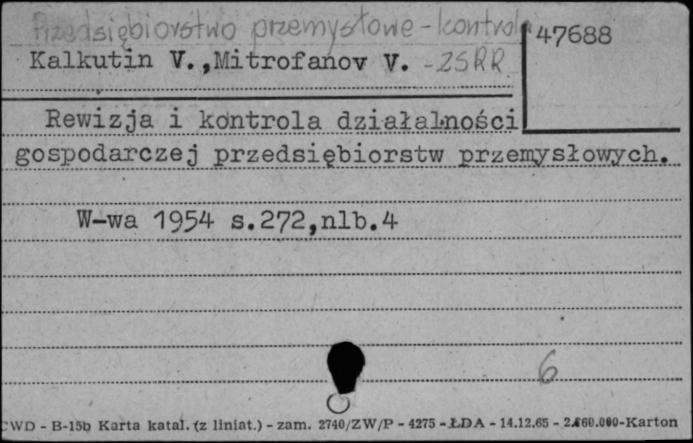 Przedsiębiorstwo przemysłowe - kontrola
47688
Kalkutin V.,Mitrofanov V. - ZSRR
Rewizja i kontrola działalności
gospodarczej przedsiębiorstw przemysłowych.
W-wa 1954 s.272,nlb.4
6
CWD - B-15b Karta katal. (z liniat.) - zam. 2740/ZW/P - 4275 - ŁDA - 14.12.65 - 2.660.000-Karton